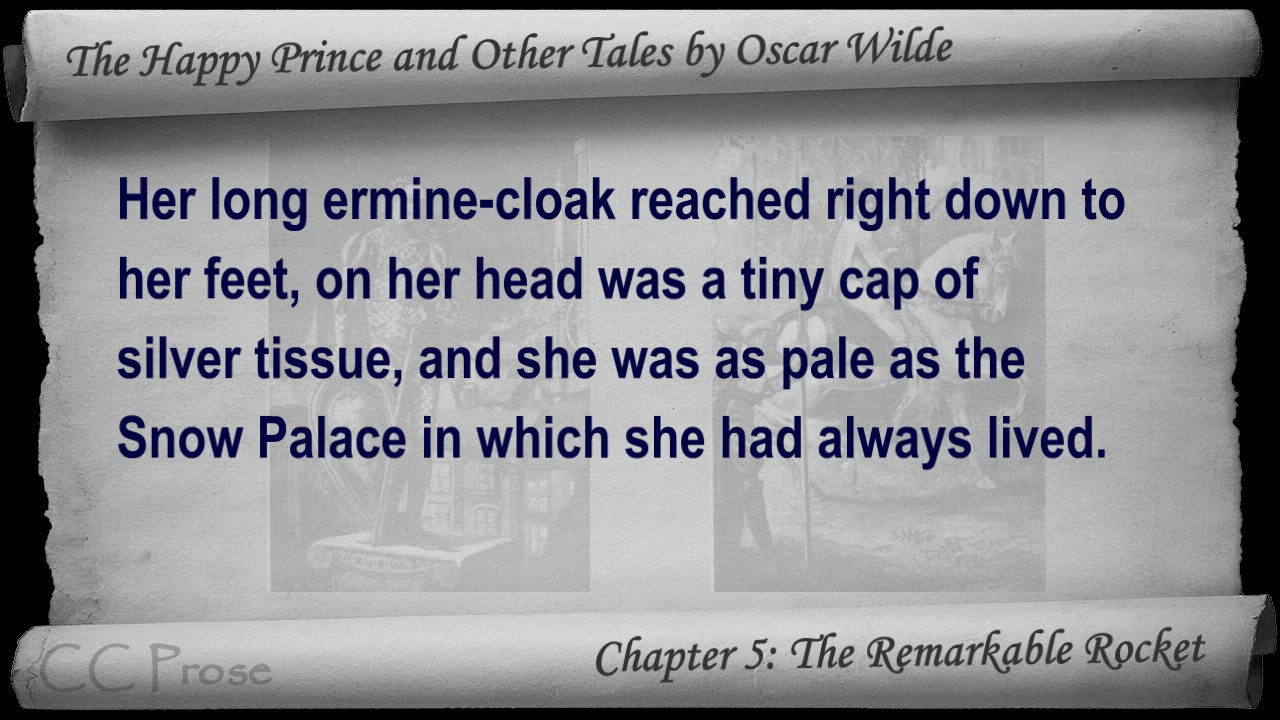 The Happy Prince and Other Tales by Oscar Wilde
Her long ermine-cloak reached right down to
her feet, on her head was a tiny cap of
silver tissue, and she was as pale as the
Snow Palace in which she had always lived.
CC Prose
Chapter 5: The Remarkable Rocket